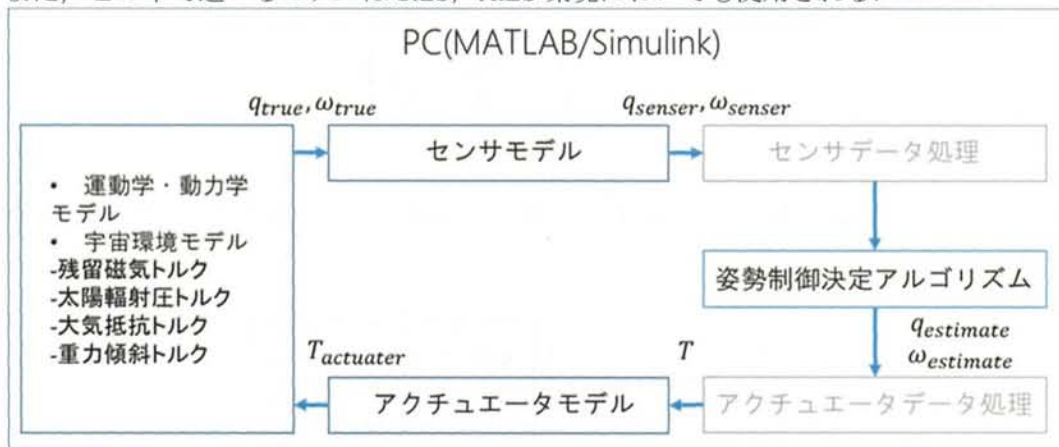 PC(MATLAB/Simulink)
q_true, ω_true
q_senser, ω_senser
センサモデル
センサデータ処理
• 運動学・動力学
モデル
• 宇宙環境モデル
-残留磁気トルク
-太陽輻射圧トルク
-大気抵抗トルク
-重力傾斜トルク
姿勢制御決定アルゴリズム
q_estimate
ω_estimate
T_actuater
T
アクチュエータモデル
アクチュエータデータ処理